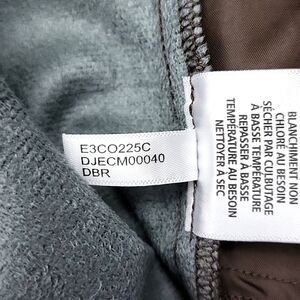 E3CO225C
DJECM00040
DBR
BLANCHIMENT NON
CHLORÉ AU BESOIN
SÉCHER PAR CULBUTAGE
À BASSE TEMPÉRATURE
REPASSER AU BESOIN
À BASSE TEMPÉRATURE
NETTOYER À SEC